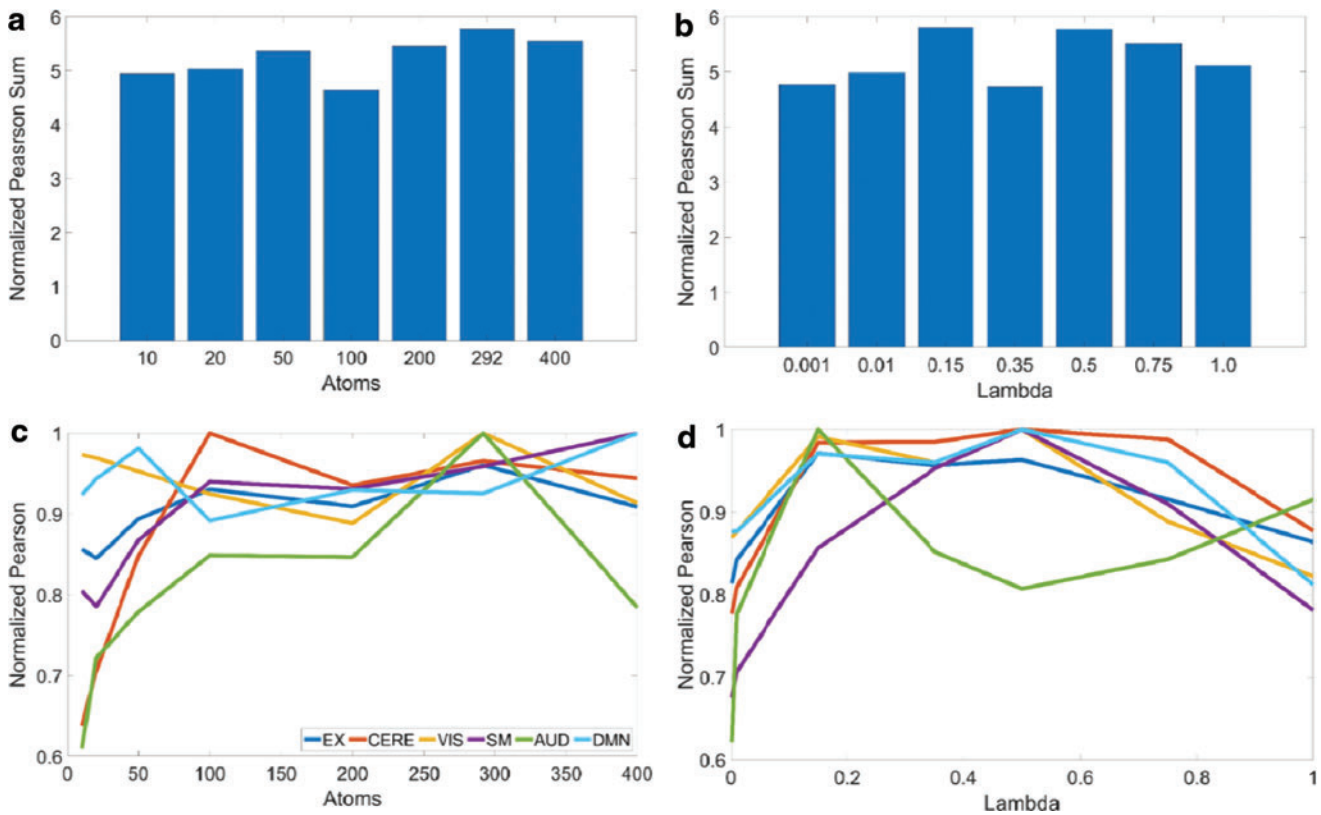 a
6
5
4
3
2
1
0
Normalized Peasrson Sum
10 20 50 100 200 292 400
Atoms
b
6
5
4
3
2
1
0
Normalized Peasrson Sum
0.001 0.01 0.15 0.35 0.5 0.75 1.0
Lambda
c
1
0.9
0.8
0.7
0.6
Normalized Pearson
EX CERE VIS SM AUD DMN
0 50 100 150 200 250 300 350 400
Atoms
d
1
0.9
0.8
0.7
0.6
Normalized Pearson
0 0.2 0.4 0.6 0.8 1
Lambda